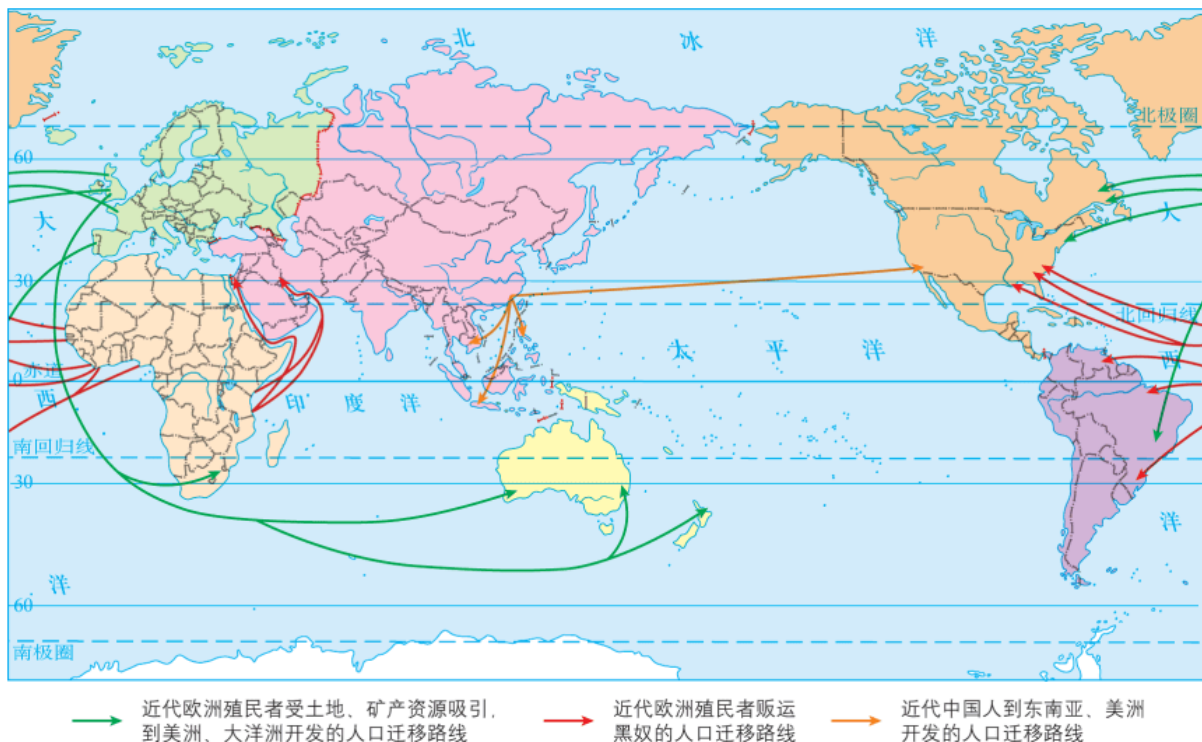 北 冰 洋
北极圈
60
大 大
30
北回归线
太 平 洋
赤道
0
西 西
印 度 洋
南回归线
30
洋 洋
60
南极圈
近代欧洲殖民者受土地、矿产资源吸引,
到美洲、大洋洲开发的人口迁移路线
近代欧洲殖民者贩运
黑奴的人口迁移路线
近代中国人到东南亚、美洲
开发的人口迁移路线